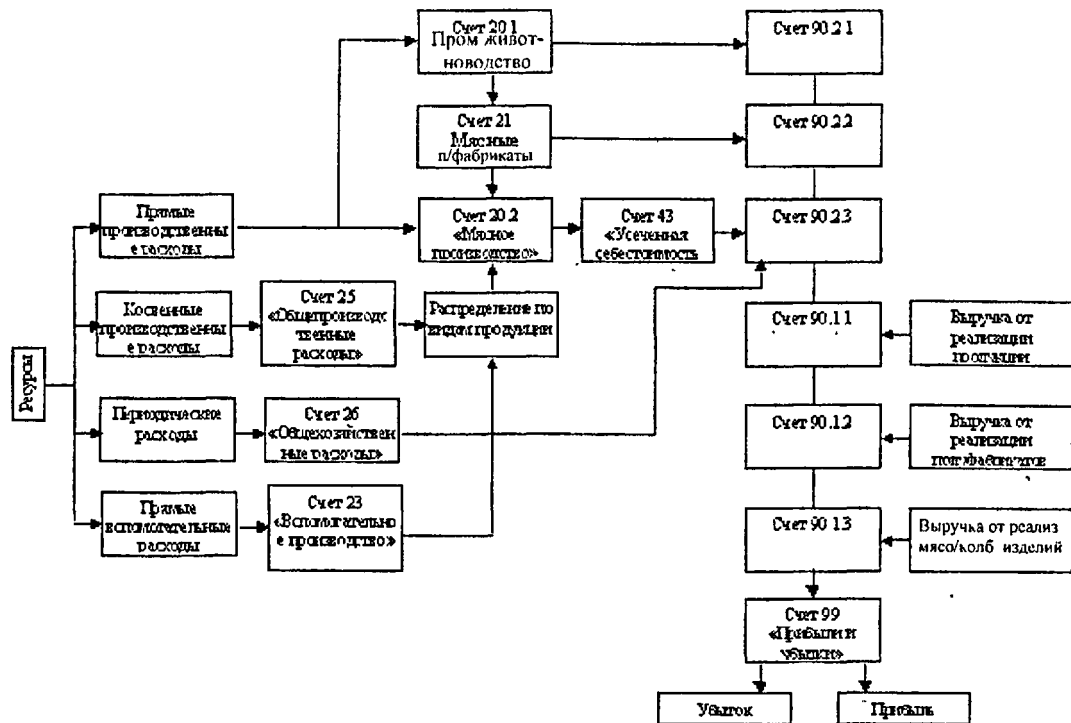 Счет 20.1
Пром живот-
новодство
Счет 90.2.1
Счет 21
Мясные
п/фабрикаты
Счет 90.2.2
Прямые
производственны
е расходы
Счет 20.2
«Мясное
производство»
Счет 43
«Усеченная
себестоимость
Счет 90.2.3
Косвенные
производственны
е расходы
Счет 25
«Общепроизводс
твенные
расходы»
Распределение по
видам продукции
Счет 90.1.1
Выручка от
реализации
продукции
Ресурсы
Периодические
расходы
Счет 26
«Общехозяйствен
ные расходы»
Счет 90.1.2
Выручка от
реализации
полуфабрикатов
Прямые
вспомогательные
расходы
Счет 23
«Вспомогательно
е производство»
Счет 90.1.3
Выручка от реализ
мясо/колб изделий
Счет 99
«Прибыли и
убытки»
Убыток
Прибыль